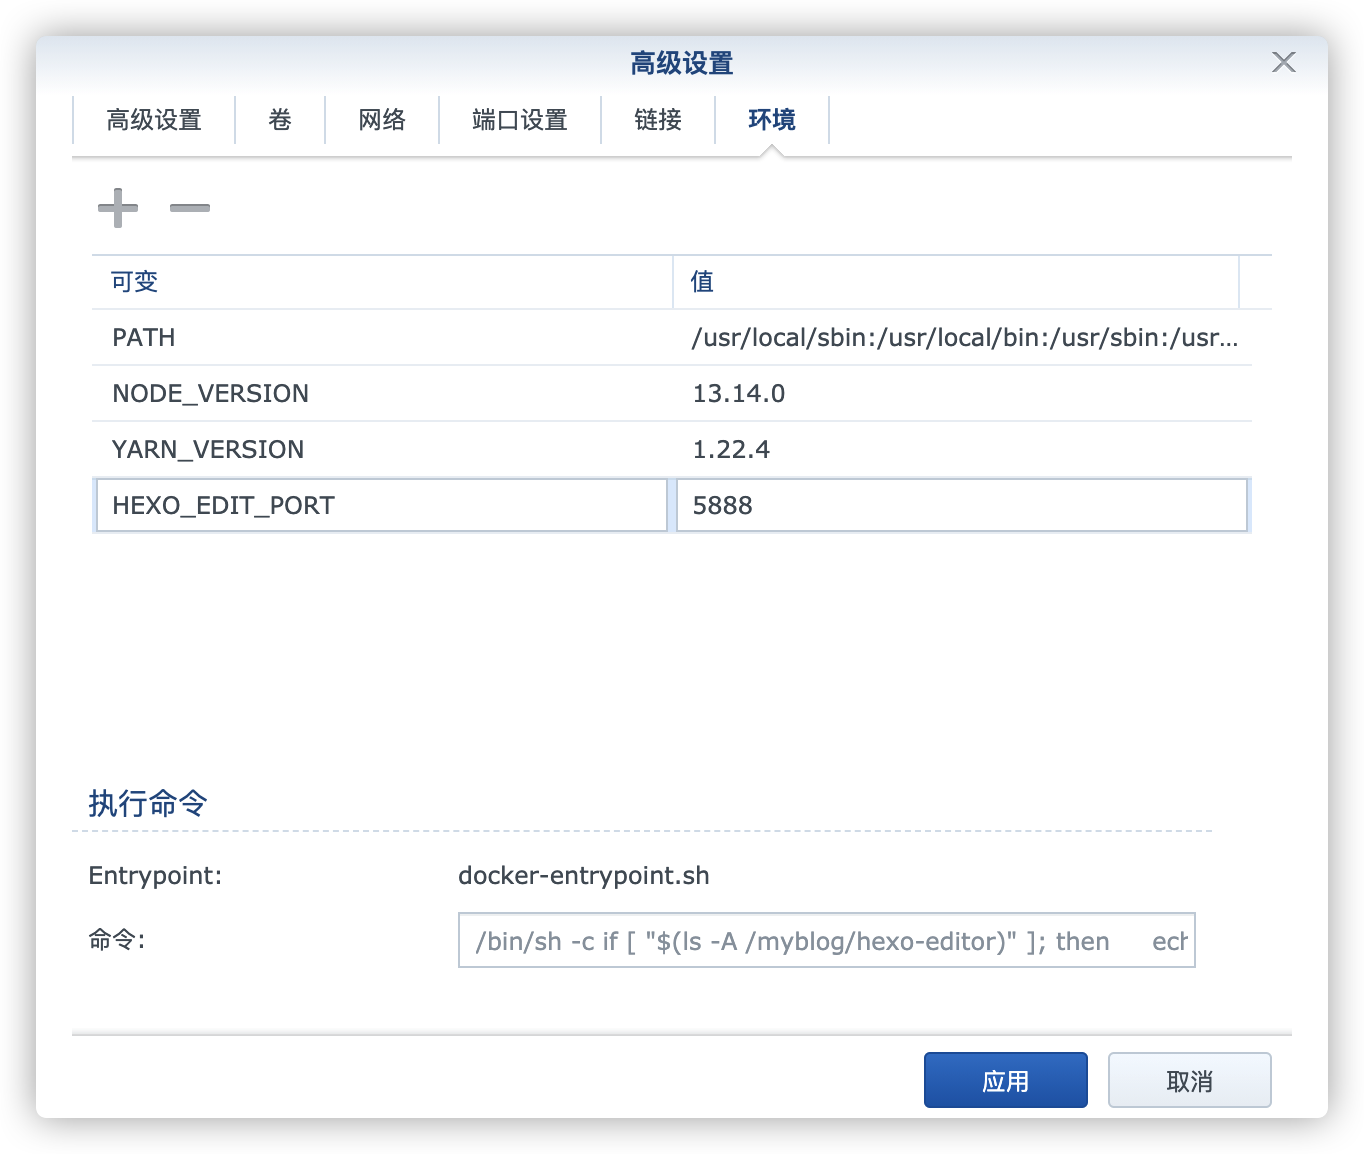 高级设置
高级设置 卷 网络 端口设置 链接 环境
可变 值
PATH /usr/local/sbin:/usr/local/bin:/usr/sbin:/usr...
NODE_VERSION 13.14.0
YARN_VERSION 1.22.4
HEXO_EDIT_PORT 5888
执行命令
Entrypoint: docker-entrypoint.sh
命令: /bin/sh -c if [ "$(ls -A /myblog/hexo-editor)" ]; then ech
应用 取消